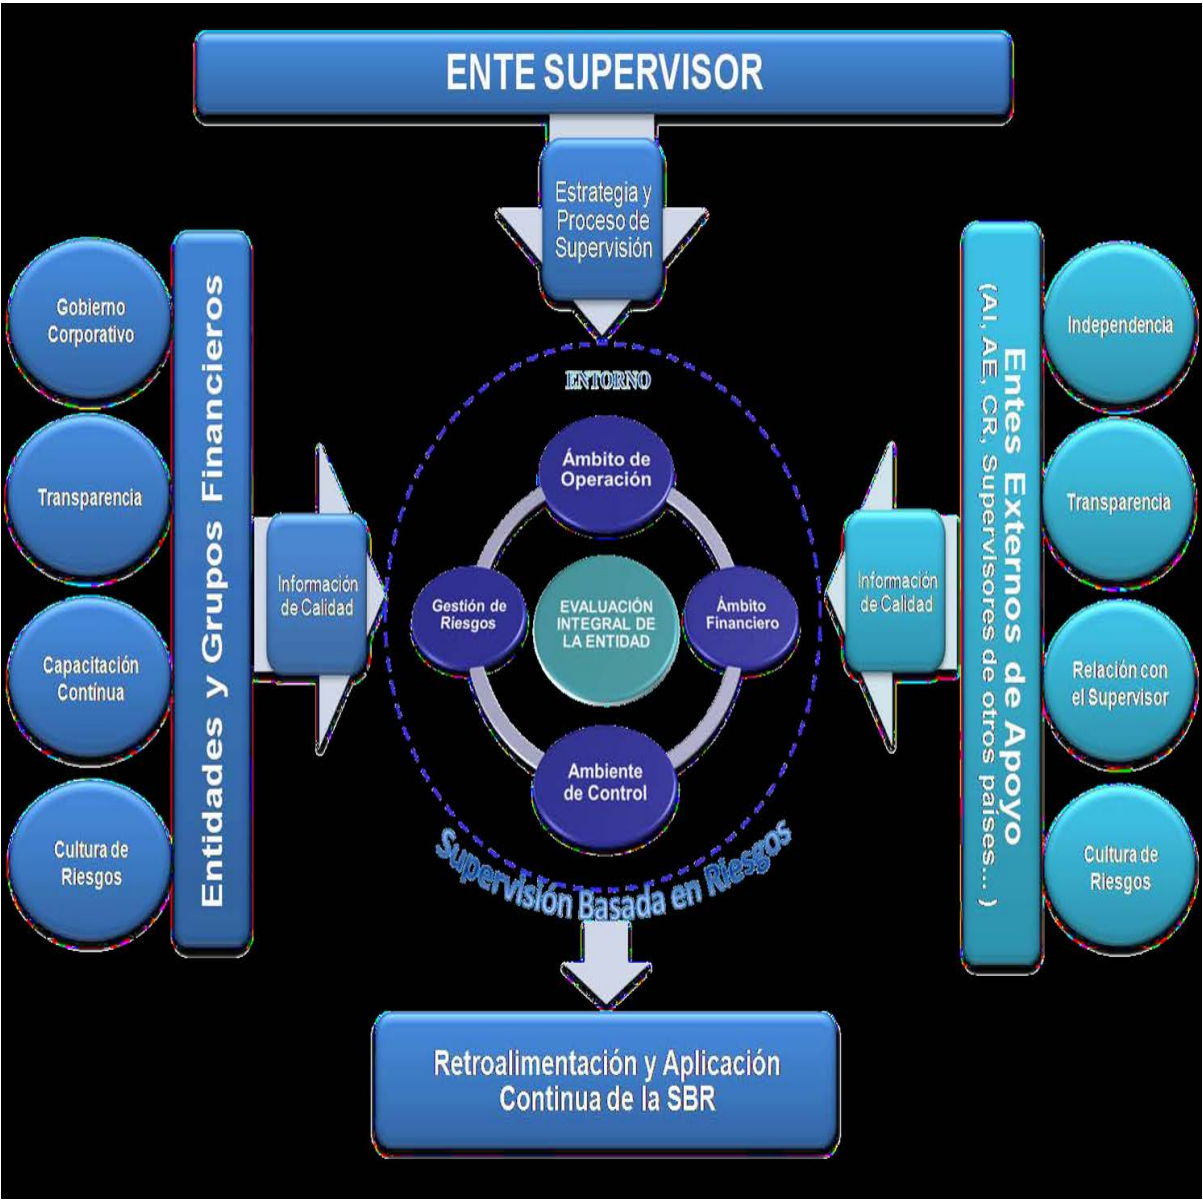 ENTE SUPERVISOR
Estrategia y
Proceso de
Supervisión
Gobierno
Corporativo
Transparencia
Capacitación
Contínua
Cultura de
Riesgos
Entidades y Grupos Financieros
Información
de Calidad
ENTORNO
Ámbito de
Operación
Gestión de
Riesgos
EVALUACIÓN
INTEGRAL DE
LA ENTIDAD
Ámbito
Financiero
Ambiente
de Control
Supervisión Basada en Riesgos
Información
de Calidad
Entes Externos de Apoyo
(AI, AE, CR, Supervisores de otros países... )
Independencia
Transparencia
Relación con
el Supervisor
Cultura de
Riesgos
Retroalimentación y Aplicación
Continua de la SBR